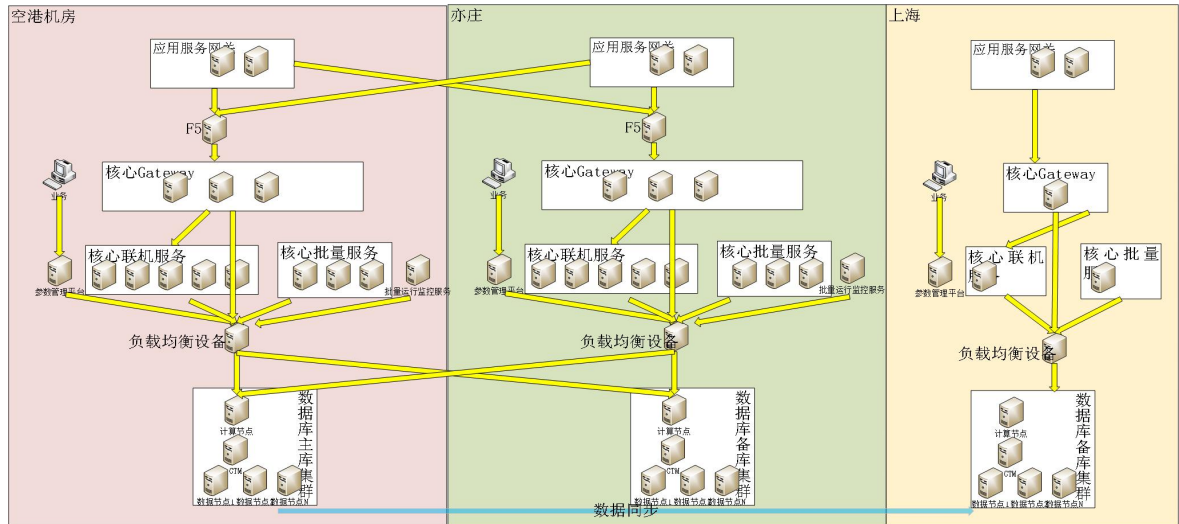 空港机房
应用服务网关
F5
核心Gateway
业务
核心联机服务
核心批量服务
参数管理平台
批量运行监控服务
负载均衡设备
数据库主库集群
计算节点
GTM
数据节点1
数据节点2
数据节点N
亦庄
应用服务网关
F5
核心Gateway
业务
核心联机服务
核心批量服务
参数管理平台
批量运行监控服务
负载均衡设备
数据库备库集群
计算节点
GTM
数据节点1
数据节点2
数据节点N
上海
应用服务网关
核心Gateway
业务
核心联机
服务
核心批量
服务
参数管理平台
负载均衡设备
数据库备库集群
计算节点
GTM
数据节点1
数据节点2
数据节点N
数据同步